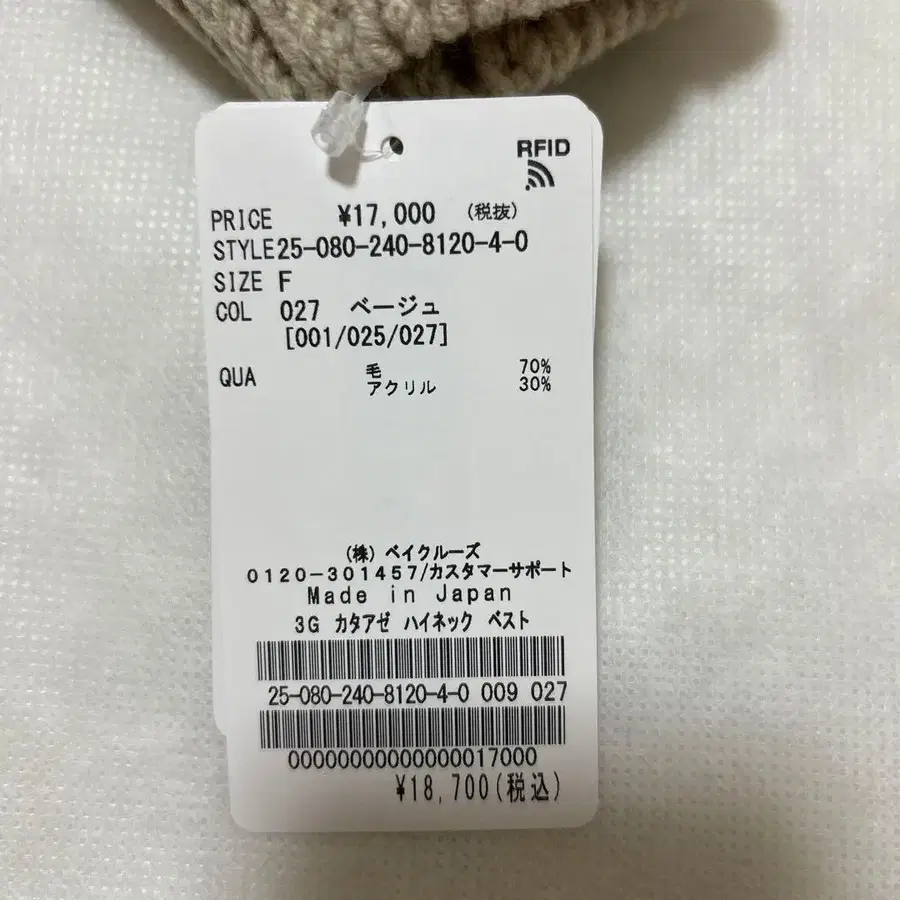 RFID
PRICE ¥17,000 (税抜)
STYLE 25-080-240-8120-4-0
SIZE F
COL 027 ベージュ
[001/025/027]
QUA 毛 70%
アクリル 30%
(株) ベイクルーズ
0120-301457/カスタマーサポート
Made in Japan
3G カタアゼ ハイネック ベスト
25-080-240-8120-4-0 009 027
00000000000000017000
¥18,700(税込)